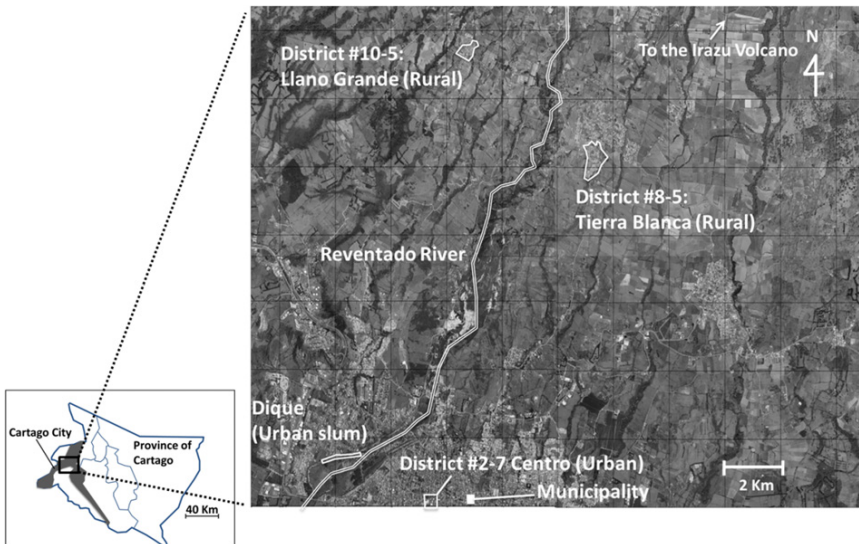 District #10-5:
Llano Grande (Rural)
To the Irazu Volcano
N
District #8-5:
Tierra Blanca (Rural)
Reventado River
Dique
(Urban slum)
District #2-7 Centro (Urban)
Municipality
2 Km
Cartago City
Province of
Cartago
40 Km